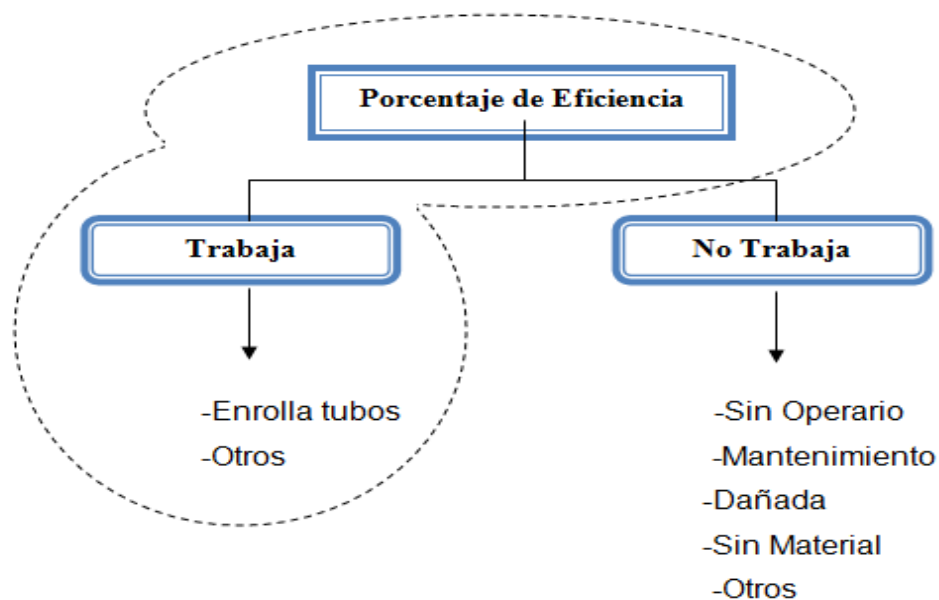 Porcentaje de Eficiencia
Trabaja
No Trabaja
-Enrolla tubos
-Otros
-Sin Operario
-Mantenimiento
-Dañada
-Sin Material
-Otros